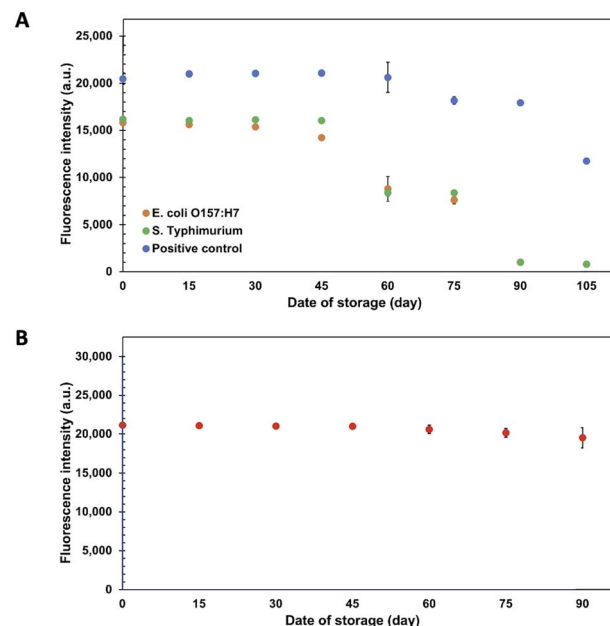 A
25,000
20,000
15,000
10,000
5,000
0
Fluorescence intensity (a.u.)
E. coli O157:H7
S. Typhimurium
Positive control
0 15 30 45 60 75 90 105
Date of storage (day)
B
30,000
25,000
20,000
15,000
10,000
5,000
0
Fluorescence intensity (a.u.)
0 15 30 45 60 75 90
Date of storage (day)